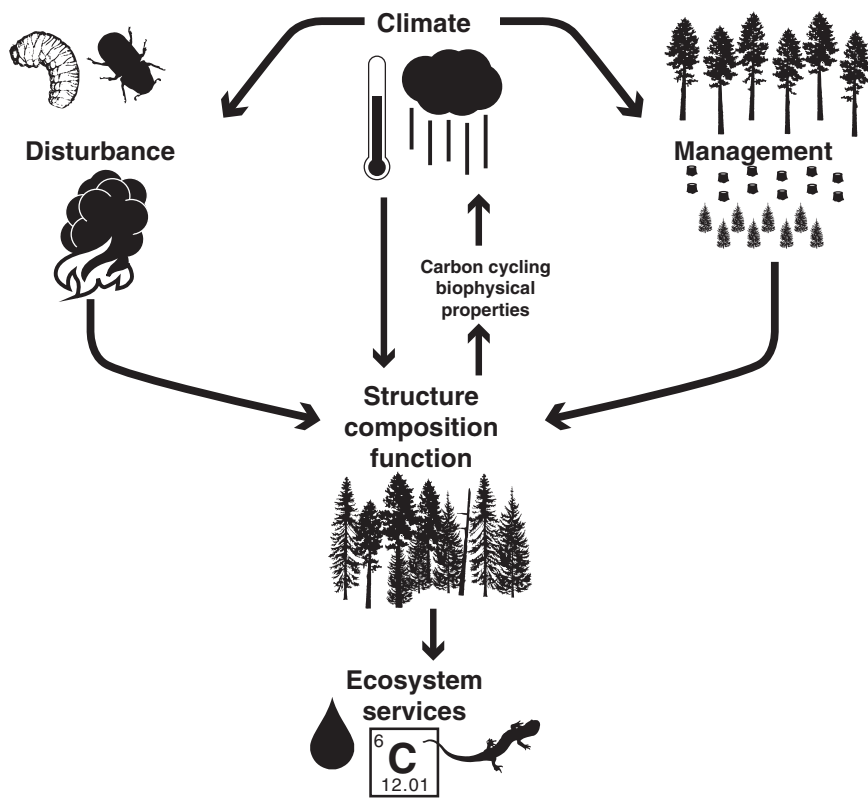 Climate
Disturbance
Management
Carbon cycling
biophysical
properties
Structure
composition
function
Ecosystem
services
6
C
12.01